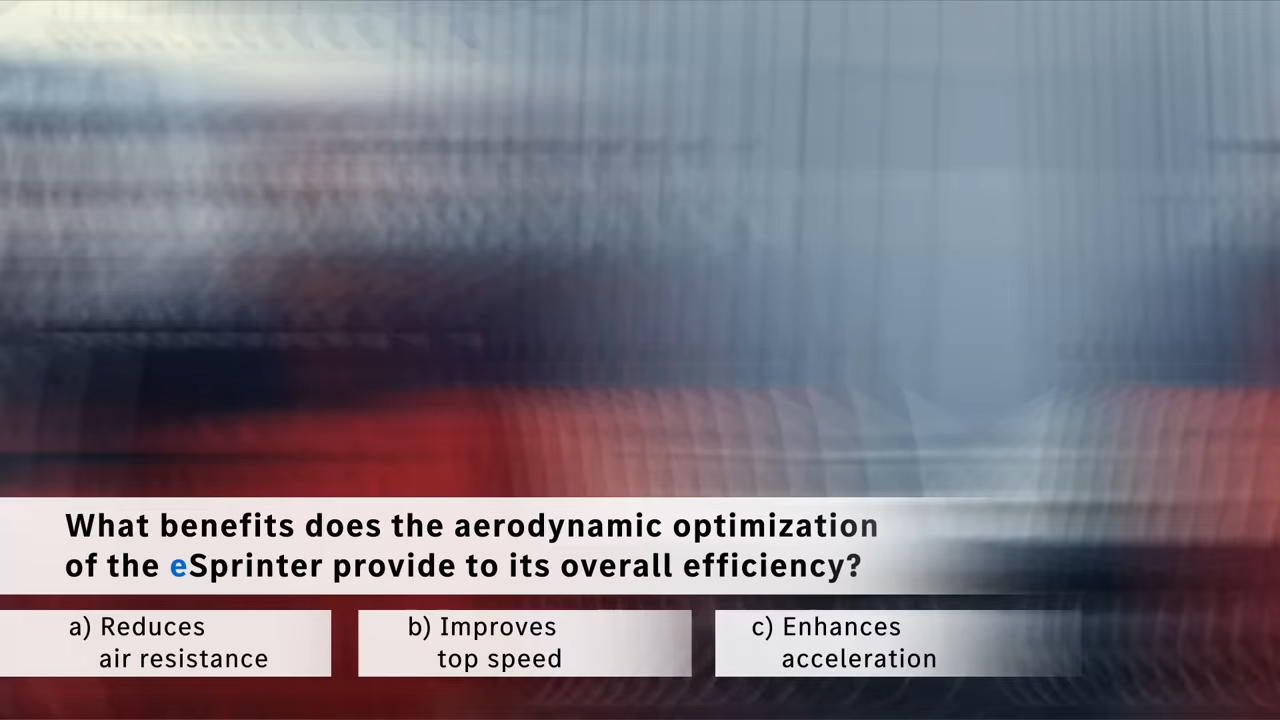 What benefits does the aerodynamic optimization
of the eSprinter provide to its overall efficiency?
a) Reduces
air resistance
b) Improves
top speed
c) Enhances
acceleration